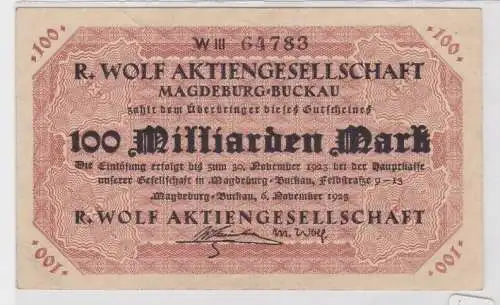 W III 64783
100 100
R. WOLF AKTIENGESELLSCHAFT
MAGDEBURG-BUCKAU
zahlt dem Überbringer dieses Gutscheines
100 Milliarden Mark
Die Einlösung erfolgt bis zum 30. November 1923 bei der Hauptkasse
unserer Gesellschaft in Magdeburg-Buckau, Feldstraße 9-13
Magdeburg-Buckau, 6. November 1923
R. WOLF AKTIENGESELLSCHAFT
M. Wolf
100 100